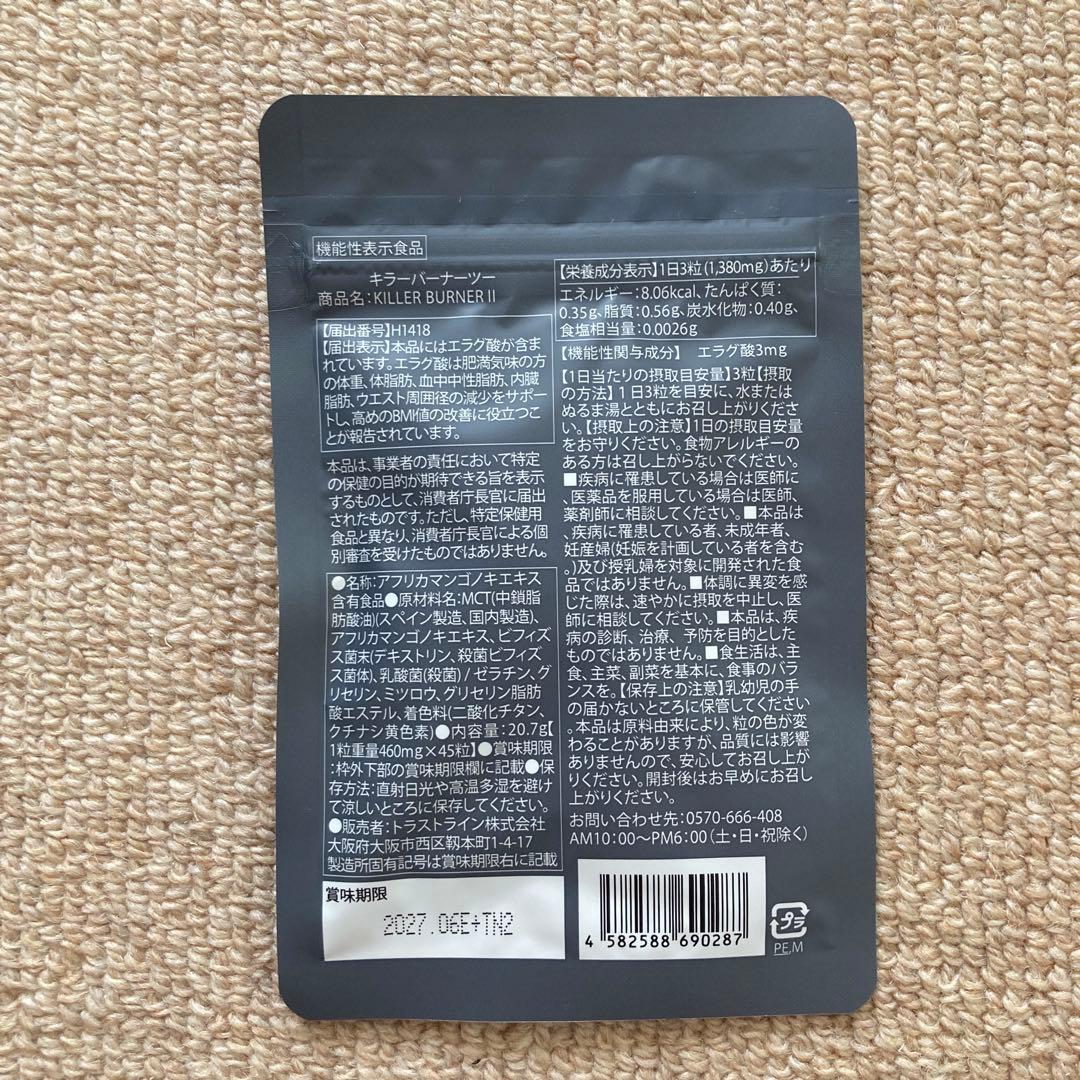 機能性表示食品
キラーバーナーツー
商品名：KILLER BURNER II
【届出番号】H1418
【届出表示】本品にはエラグ酸が含ま
れています。エラグ酸は肥満気味の方
の体重、体脂肪、血中中性脂肪、内臓
脂肪、ウエスト周囲径の減少をサポー
トし、高めのBMI値の改善に役立つこ
とが報告されています。
本品は、事業者の責任において特定
の保健の目的が期待できる旨を表示
するものとして、消費者庁長官に届出
されたものです。ただし、特定保健用
食品と異なり、消費者庁長官による個
別審査を受けたものではありません。
●名称：アフリカマンゴノキエキス
含有食品●原材料名：MCT(中鎖脂
肪酸油)(スペイン製造、国内製造)、
アフリカマンゴノキエキス、ビフィズ
ス菌末(デキストリン、殺菌ビフィズ
ス菌体)、乳酸菌(殺菌) / ゼラチン、グ
リセリン、ミツロウ、グリセリン脂肪
酸エステル、着色料(二酸化チタン、
クチナシ黄色素)●内容量：20.7g【
1粒重量460mg×45粒】●賞味期限
：枠外下部の賞味期限欄に記載●保
存方法：直射日光や高温多湿を避け
て涼しいところに保存してください。
●販売者：トラストライン株式会社
大阪府大阪市西区靱本町1-4-17
製造所固有記号は賞味期限右に記載
賞味期限
2027.06E+TN2
【栄養成分表示】1日3粒(1,380mg)あたり
エネルギー：8.06kcal、たんぱく質：
0.35g、脂質：0.56g、炭水化物：0.40g、
食塩相当量：0.0026g
【機能性関与成分】 エラグ酸3mg
【1日当たりの摂取目安量】3粒【摂取
の方法】１日3粒を目安に、水または
ぬるま湯とともにお召し上がりくださ
い。【摂取上の注意】1日の摂取目安量
をお守りください。食物アレルギーの
ある方は召し上がらないでください。
■疾病に罹患している場合は医師に
、医薬品を服用している場合は医師、
薬剤師に相談してください。■本品は
、疾病に罹患している者、未成年者、
妊産婦(妊娠を計画している者を含む
。)及び授乳婦を対象に開発された食
品ではありません。■体調に異変を感
じた際は、速やかに摂取を中止し、医
師に相談してください。■本品は、疾
病の診断、治療、予防を目的とした
ものではありません。■食生活は、主
食、主菜、副菜を基本に、食事のバラ
ンスを。【保存上の注意】乳幼児の手
の届かないところに保管してください
。本品は原料由来により、粒の色が変
わることがありますが、品質には影響
ありませんので、安心してお召し上が
りください。開封後はお早めにお召し
上がりください。
お問い合わせ先：0570-666-408
AM10：00～PM6：00（土・日・祝除く）
4 582588 690287
プラ
PE,M